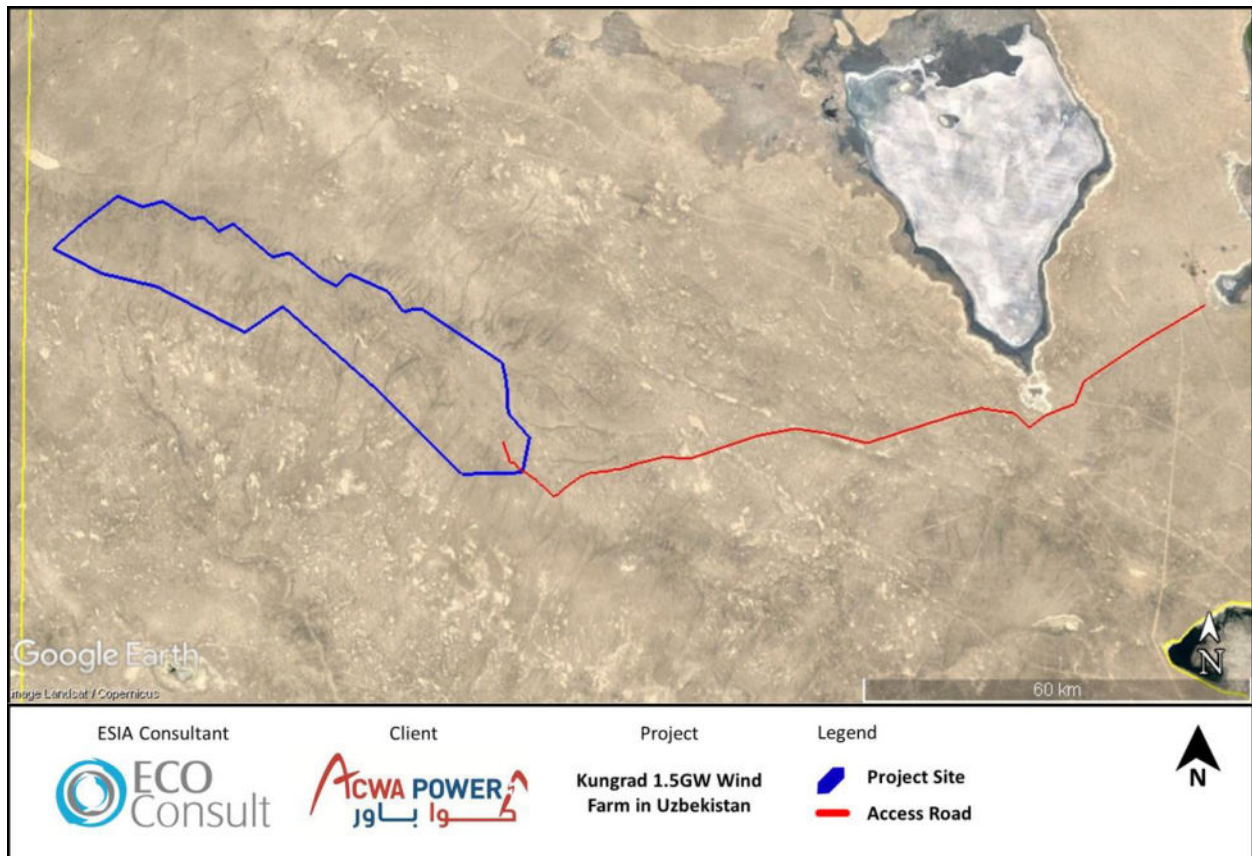 Google Earth
Image Landsat / Copernicus
N
60 km
ESIA Consultant
Client
Project
Legend
ECO
Consult
ACWA POWER
أكوا باور
Kungrad 1.5GW Wind
Farm in Uzbekistan
Project Site
Access Road
N